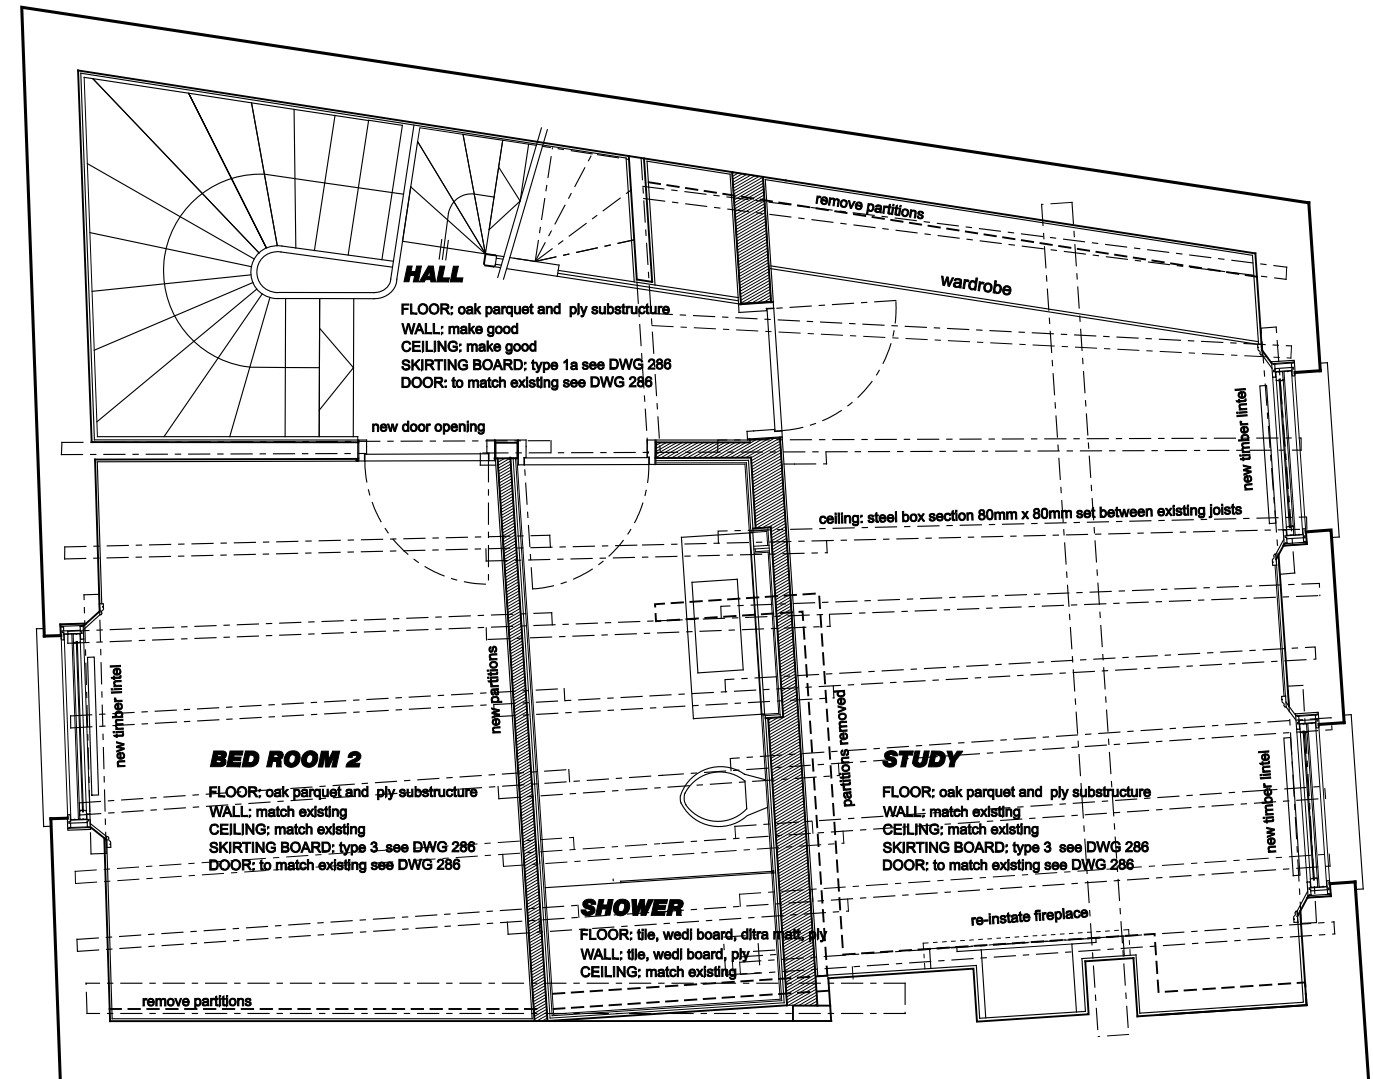 remove partitions
wardrobe
HALL
FLOOR: oak parquet and ply substructure
WALL: make good
CEILING: make good
SKIRTING BOARD: type 1a see DWG 286
DOOR: to match existing see DWG 286
new door opening
new timber lintel
ceiling: steel box section 80mm x 80mm set between existing joists
new partitions
new timber lintel
partitions removed
new timber lintel
BED ROOM 2
FLOOR: oak parquet and ply substructure
WALL: match existing
CEILING: match existing
SKIRTING BOARD: type 3 see DWG 286
DOOR: to match existing see DWG 286
STUDY
FLOOR: oak parquet and ply substructure
WALL: match existing
CEILING: match existing
SKIRTING BOARD: type 3 see DWG 286
DOOR: to match existing see DWG 286
SHOWER
FLOOR: tile, wedi board, ditra matt, ply
WALL: tile, wedi board, ply
CEILING: match existing
re-instate fireplace
remove partitions